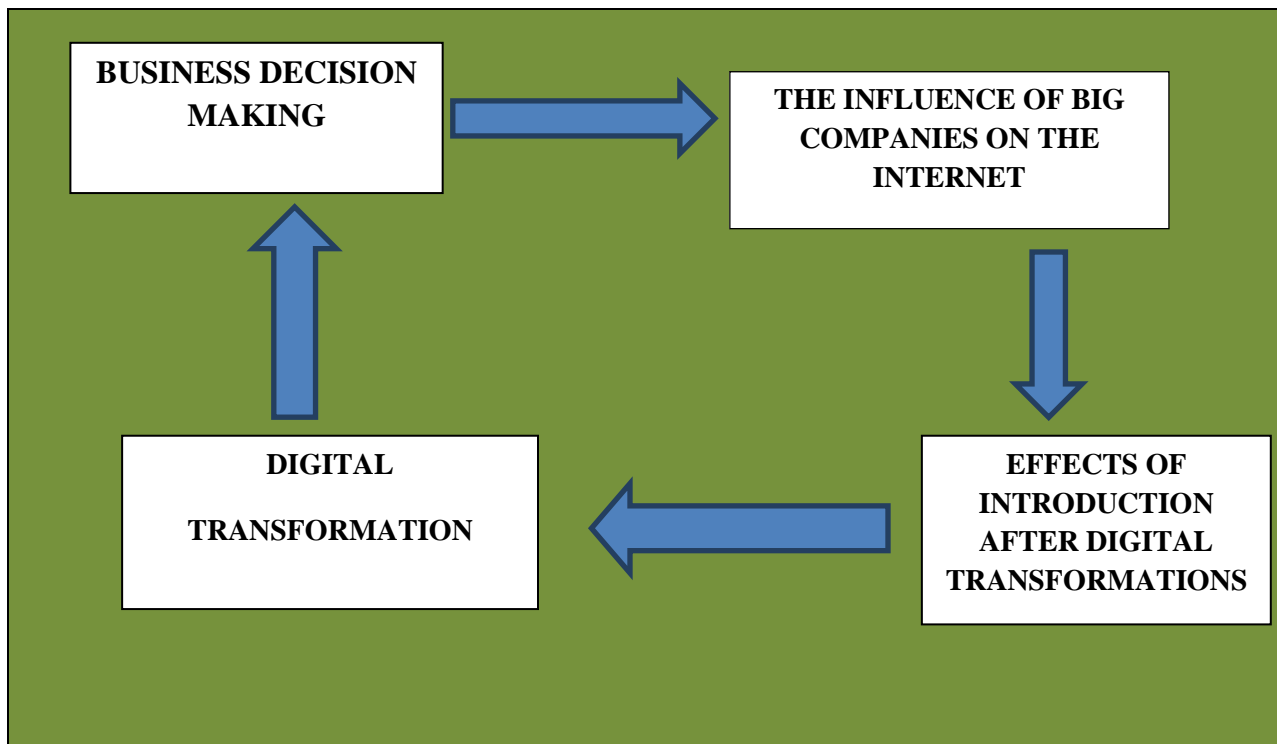 BUSINESS DECISION
MAKING
THE INFLUENCE OF BIG
COMPANIES ON THE
INTERNET
DIGITAL
TRANSFORMATION
EFFECTS OF
INTRODUCTION
AFTER DIGITAL
TRANSFORMATIONS